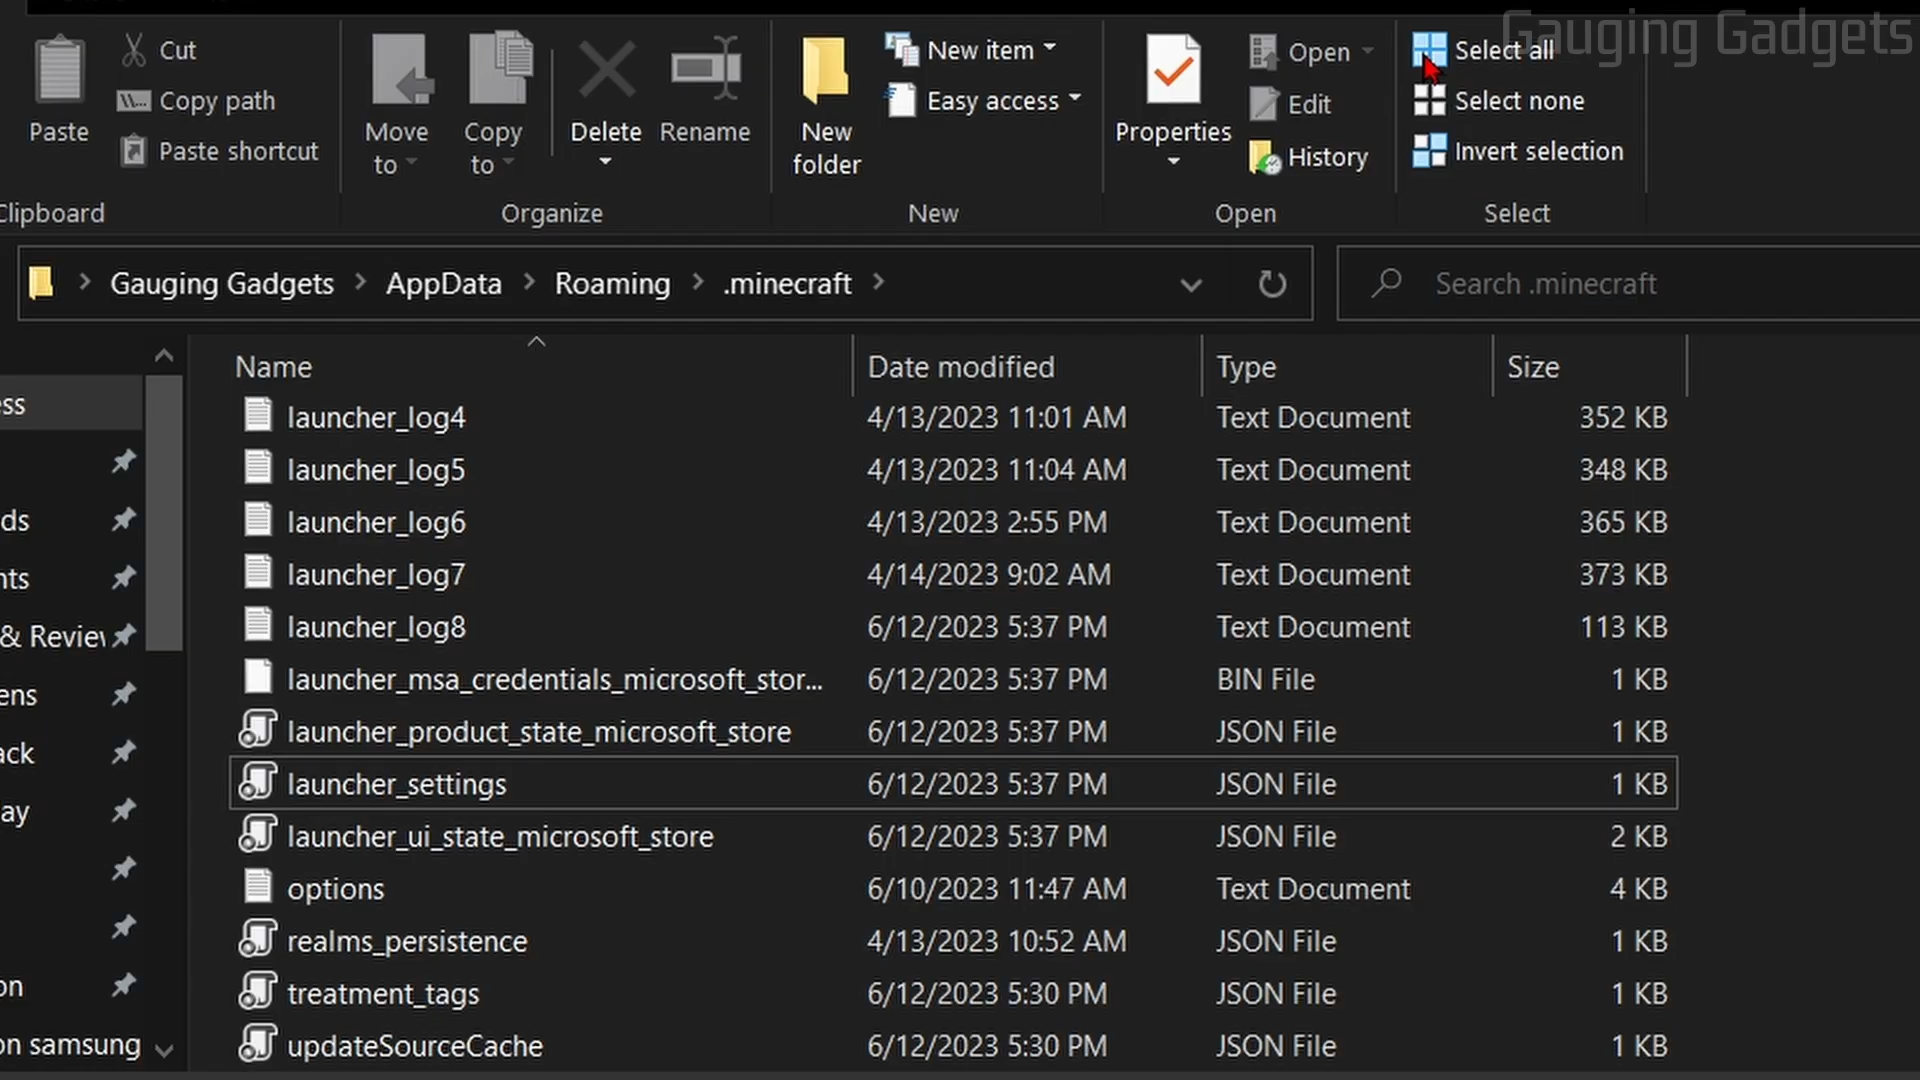 Gauging Gadgets
Cut
Copy path
Paste shortcut
Paste
Move to
Copy to
Delete
Rename
New folder
New item
Easy access
Properties
Open
Edit
History
Select all
Select none
Invert selection
Clipboard
Organize
New
Open
Select
Gauging Gadgets AppData Roaming .minecraft
Search .minecraft
Name Date modified Type Size
launcher_log4 4/13/2023 11:01 AM Text Document 352 KB
launcher_log5 4/13/2023 11:04 AM Text Document 348 KB
launcher_log6 4/13/2023 2:55 PM Text Document 365 KB
launcher_log7 4/14/2023 9:02 AM Text Document 373 KB
launcher_log8 6/12/2023 5:37 PM Text Document 113 KB
launcher_msa_credentials_microsoft_stor... 6/12/2023 5:37 PM BIN File 1 KB
launcher_product_state_microsoft_store 6/12/2023 5:37 PM JSON File 1 KB
launcher_settings 6/12/2023 5:37 PM JSON File 1 KB
launcher_ui_state_microsoft_store 6/12/2023 5:37 PM JSON File 2 KB
options 6/10/2023 11:47 AM Text Document 4 KB
realms_persistence 4/13/2023 10:52 AM JSON File 1 KB
treatment_tags 6/12/2023 5:30 PM JSON File 1 KB
updateSourceCache 6/12/2023 5:30 PM JSON File 1 KB
ess
ds
nts
& Review
ens
ack
ay
on
on samsung